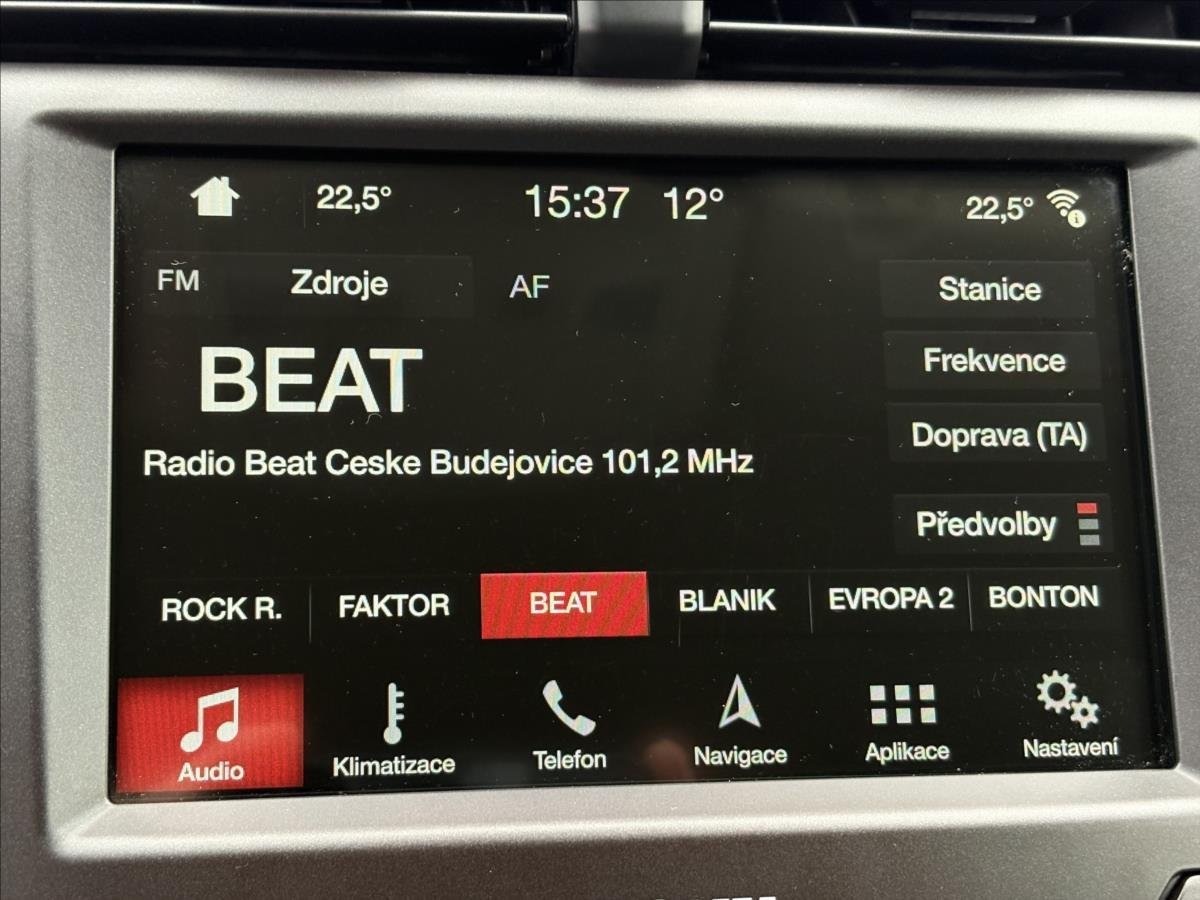 22,5° 15:37 12° 22,5°
FM Zdroje AF Stanice
BEAT Frekvence
Radio Beat Ceske Budejovice 101,2 MHz Doprava (TA)
Předvolby
ROCK R. FAKTOR BEAT BLANIK EVROPA 2 BONTON
Audio Klimatizace Telefon Navigace Aplikace Nastavení